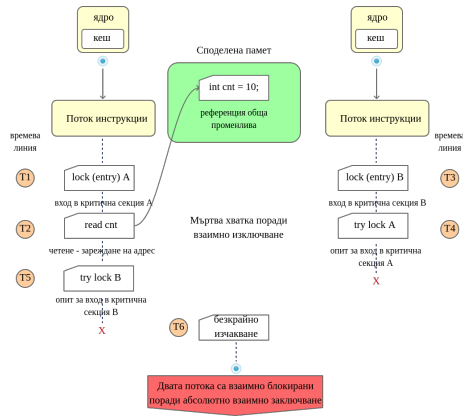 ядро
кеш
ядро
кеш
Споделена памет
int cnt = 10;
референция обща
променлива
Поток инструкции
Поток инструкции
времева
линия
времева
линия
T1
lock (entry) A
lock (entry) B
T3
вход в критична секция A
вход в критична секция B
T2
read cnt
Мъртва хватка поради
взаимно изключване
try lock A
T4
четене - зареждане на адрес
опит за вход в критична
секция A
T5
try lock B
X
опит за вход в критична
секция B
X
T6
безкрайно
изчакване
Двата потока са взаимно блокирани
поради абсолютно взаимно заключване